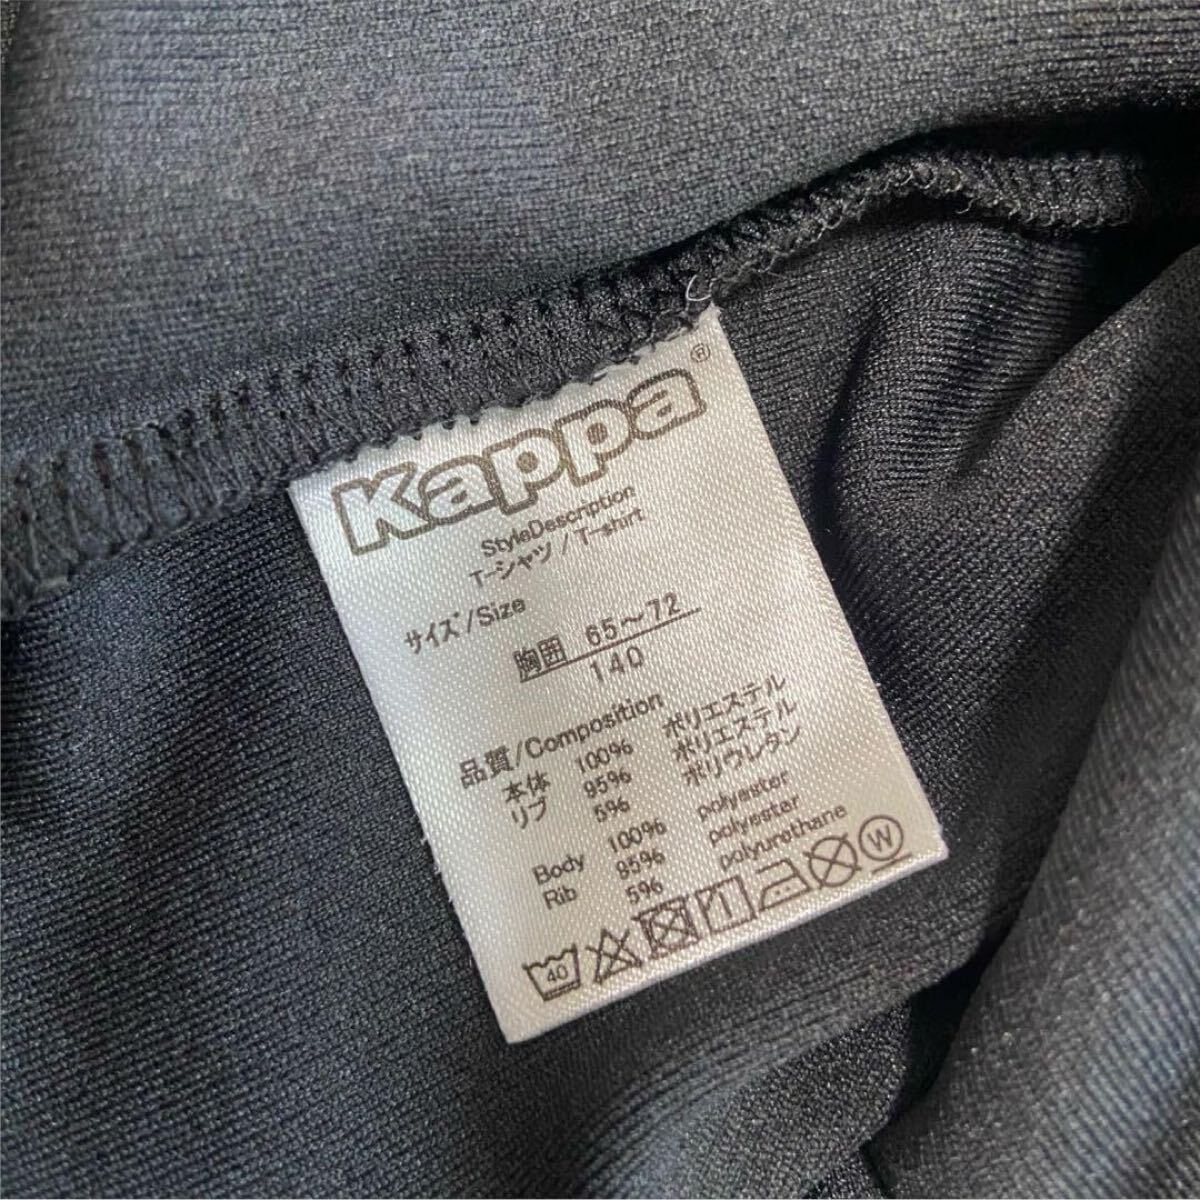 Kappa®
StyleDescription
T-シャツ/T-shirt
サイズ/Size
胸囲 65~72
140
品質/Composition
本体 100% ポリエステル
リブ 95% ポリエステル
5% ポリウレタン
Body 100% polyester
Rib 95% polyester
5% polyurethane
40 W